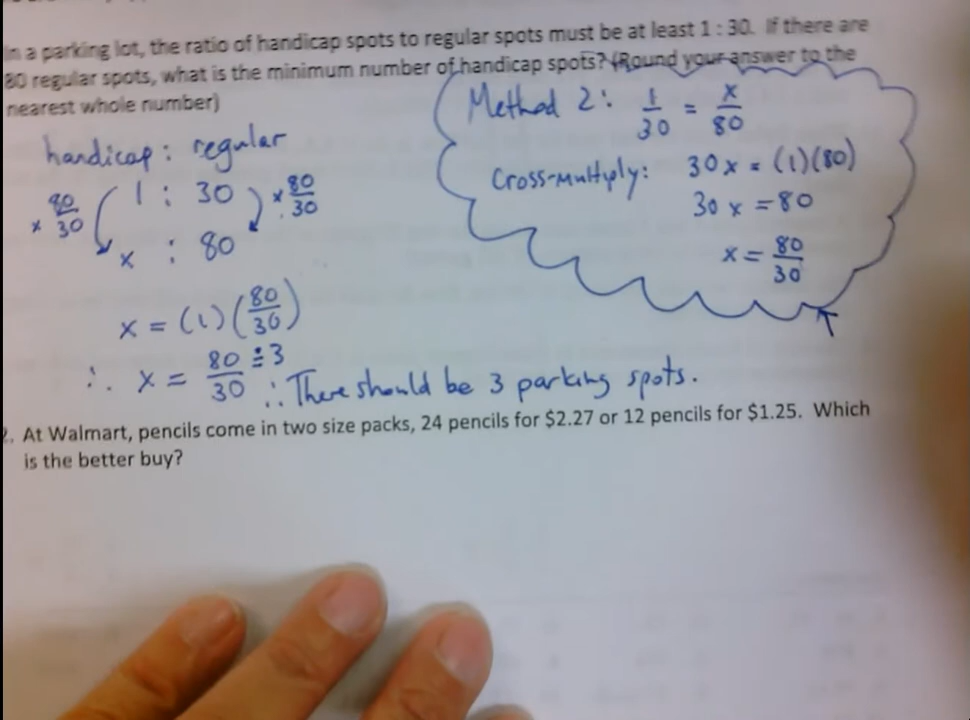 In a parking lot, the ratio of handicap spots to regular spots must be at least 1 : 30. If there are
80 regular spots, what is the minimum number of handicap spots? (Round your answer to the
nearest whole number)
Method 2: 1/30 = x/80
handicap : regular
Cross-multiply: 30x = (1)(80)
× 80/30 1 : 30 × 80/30
30x = 80
x : 80
x = 80/30
x = (1)(80/30)
∴ x = 80/30 ≐ 3
∴ There should be 3 parking spots.
2. At Walmart, pencils come in two size packs, 24 pencils for $2.27 or 12 pencils for $1.25. Which
is the better buy?